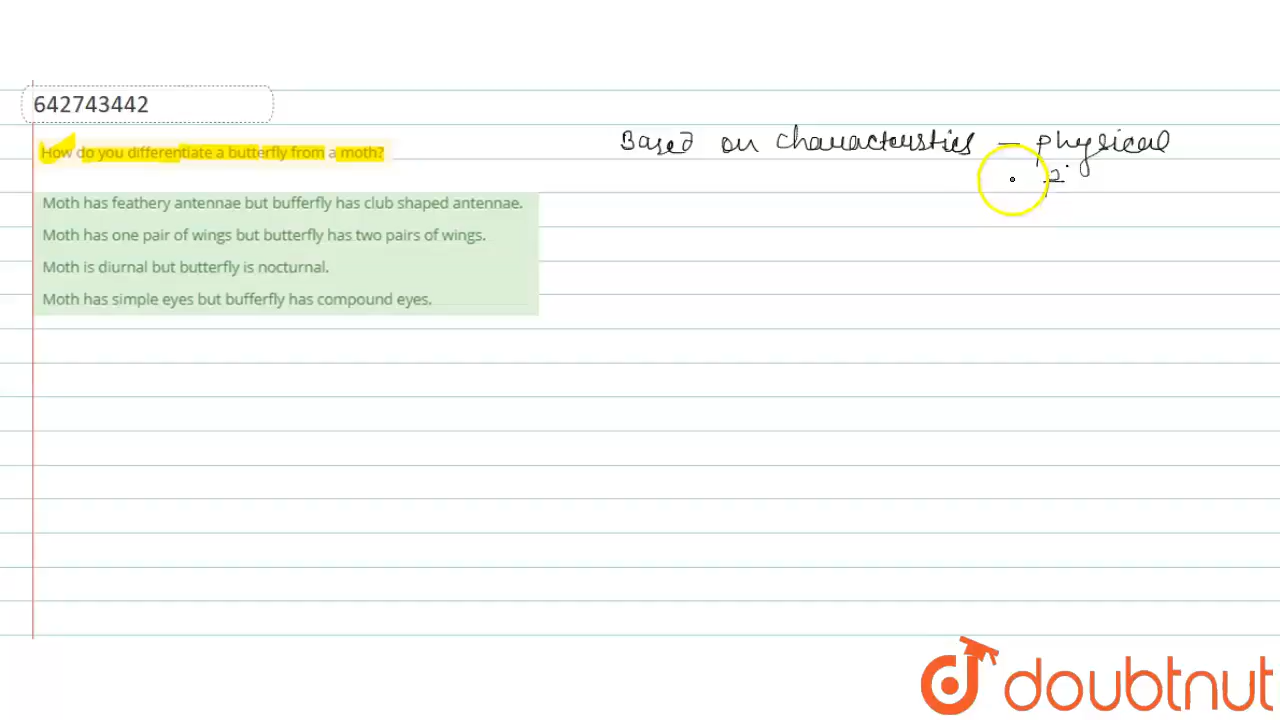 642743442
How do you differentiate a butterfly from a moth?
Based on characteristics – physical
Moth has feathery antennae but bufferfly has club shaped antennae.
Moth has one pair of wings but butterfly has two pairs of wings.
Moth is diurnal but butterfly is nocturnal.
Moth has simple eyes but bufferfly has compound eyes.
doubtnut